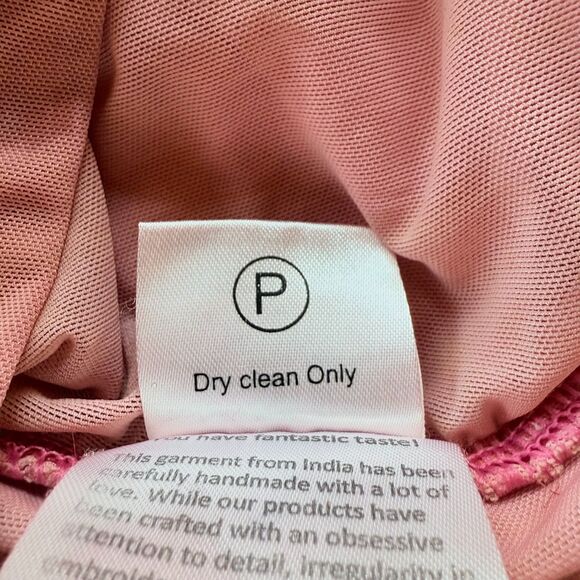 P
Dry clean Only
You have fantastic taste!
This garment from India has been
carefully handmade with a lot of
love. While our products have
been crafted with an obsessive
attention to detail, irregularity in